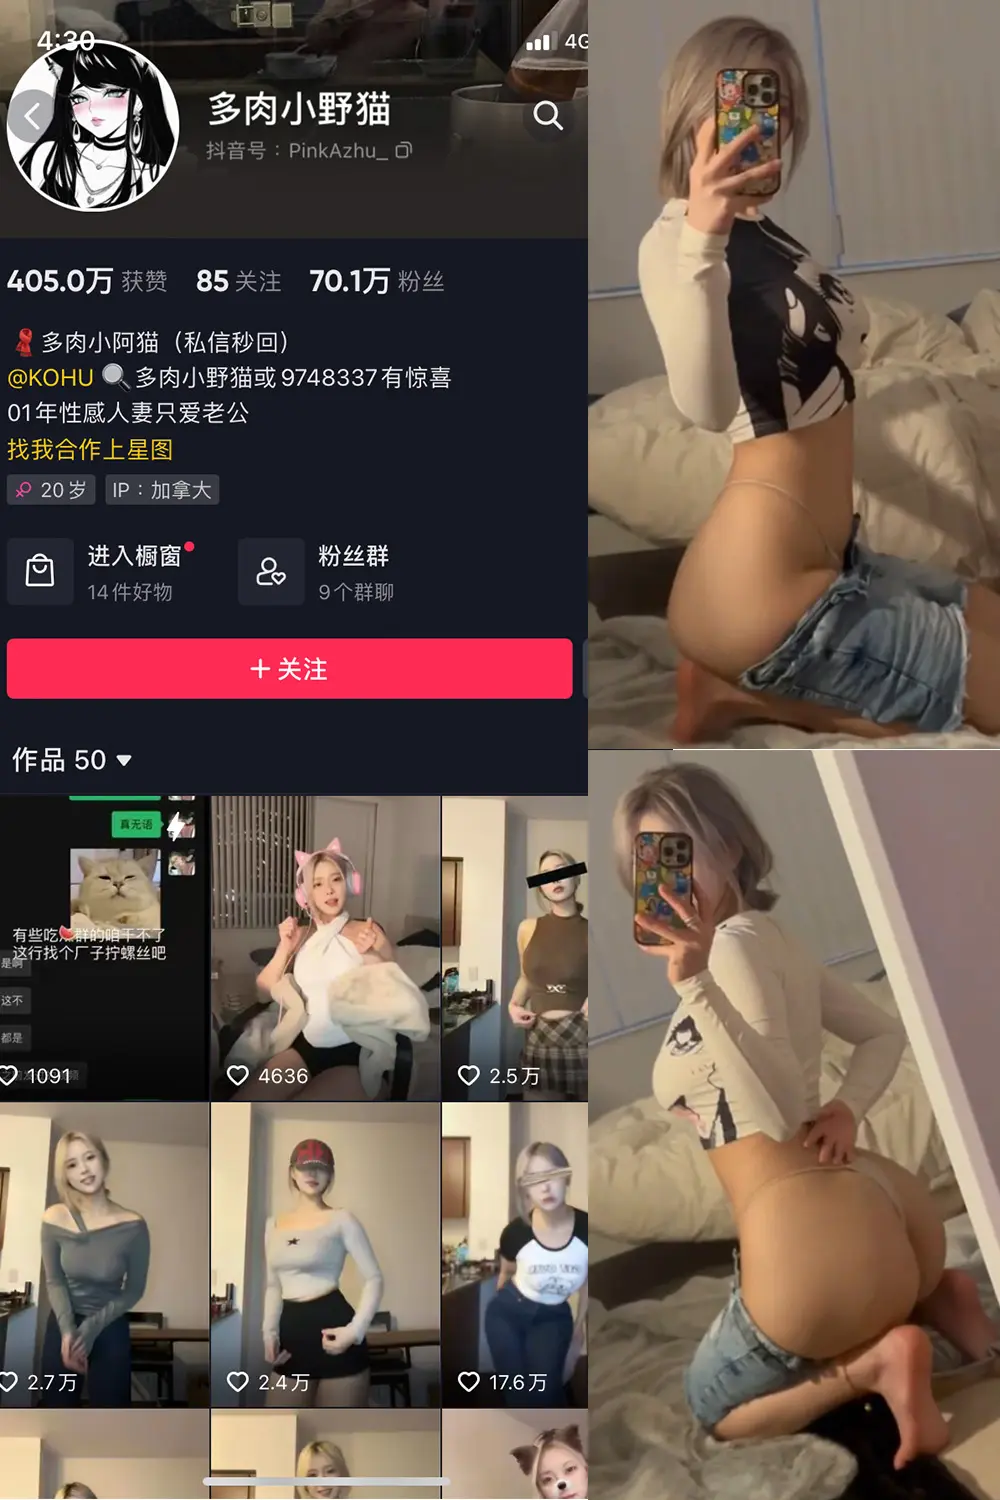 4:30
4G
多肉小野猫
抖音号：PinkAzhu_
405.0万 获赞 85 关注 70.1万 粉丝
多肉小阿猫（私信秒回）
@KOHU 🔍多肉小野猫或9748337有惊喜
01年性感人妻只爱老公
找我合作上星图
20岁 IP：加拿大
进入橱窗 粉丝群
14件好物 9个群聊
+ 关注
作品 50
真无语
有些吃🍉群的咱干不了
这行找个厂子拧螺丝吧
是啊
这不
都是
1091 4636 2.5万
2.7万 2.4万 17.6万